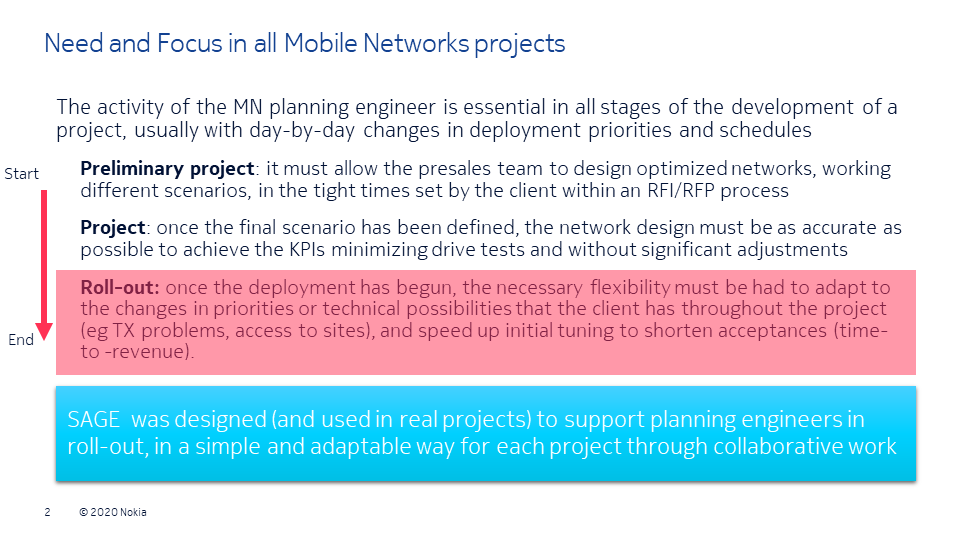 Need and Focus in all Mobile Networks projects
The activity of the MN planning engineer is essential in all stages of the development of a
project, usually with day-by-day changes in deployment priorities and schedules
Start
Preliminary project: it must allow the presales team to design optimized networks, working
different scenarios, in the tight times set by the client within an RFI/RFP process
Project: once the final scenario has been defined, the network design must be as accurate as
possible to achieve the KPIs minimizing drive tests and without significant adjustments
Roll-out: once the deployment has begun, the necessary flexibility must be had to adapt to
the changes in priorities or technical possibilities that the client has throughout the project
(eg TX problems, access to sites), and speed up initial tuning to shorten acceptances (time-
to -revenue).
End
SAGE was designed (and used in real projects) to support planning engineers in
roll-out, in a simple and adaptable way for each project through collaborative work
2 © 2020 Nokia